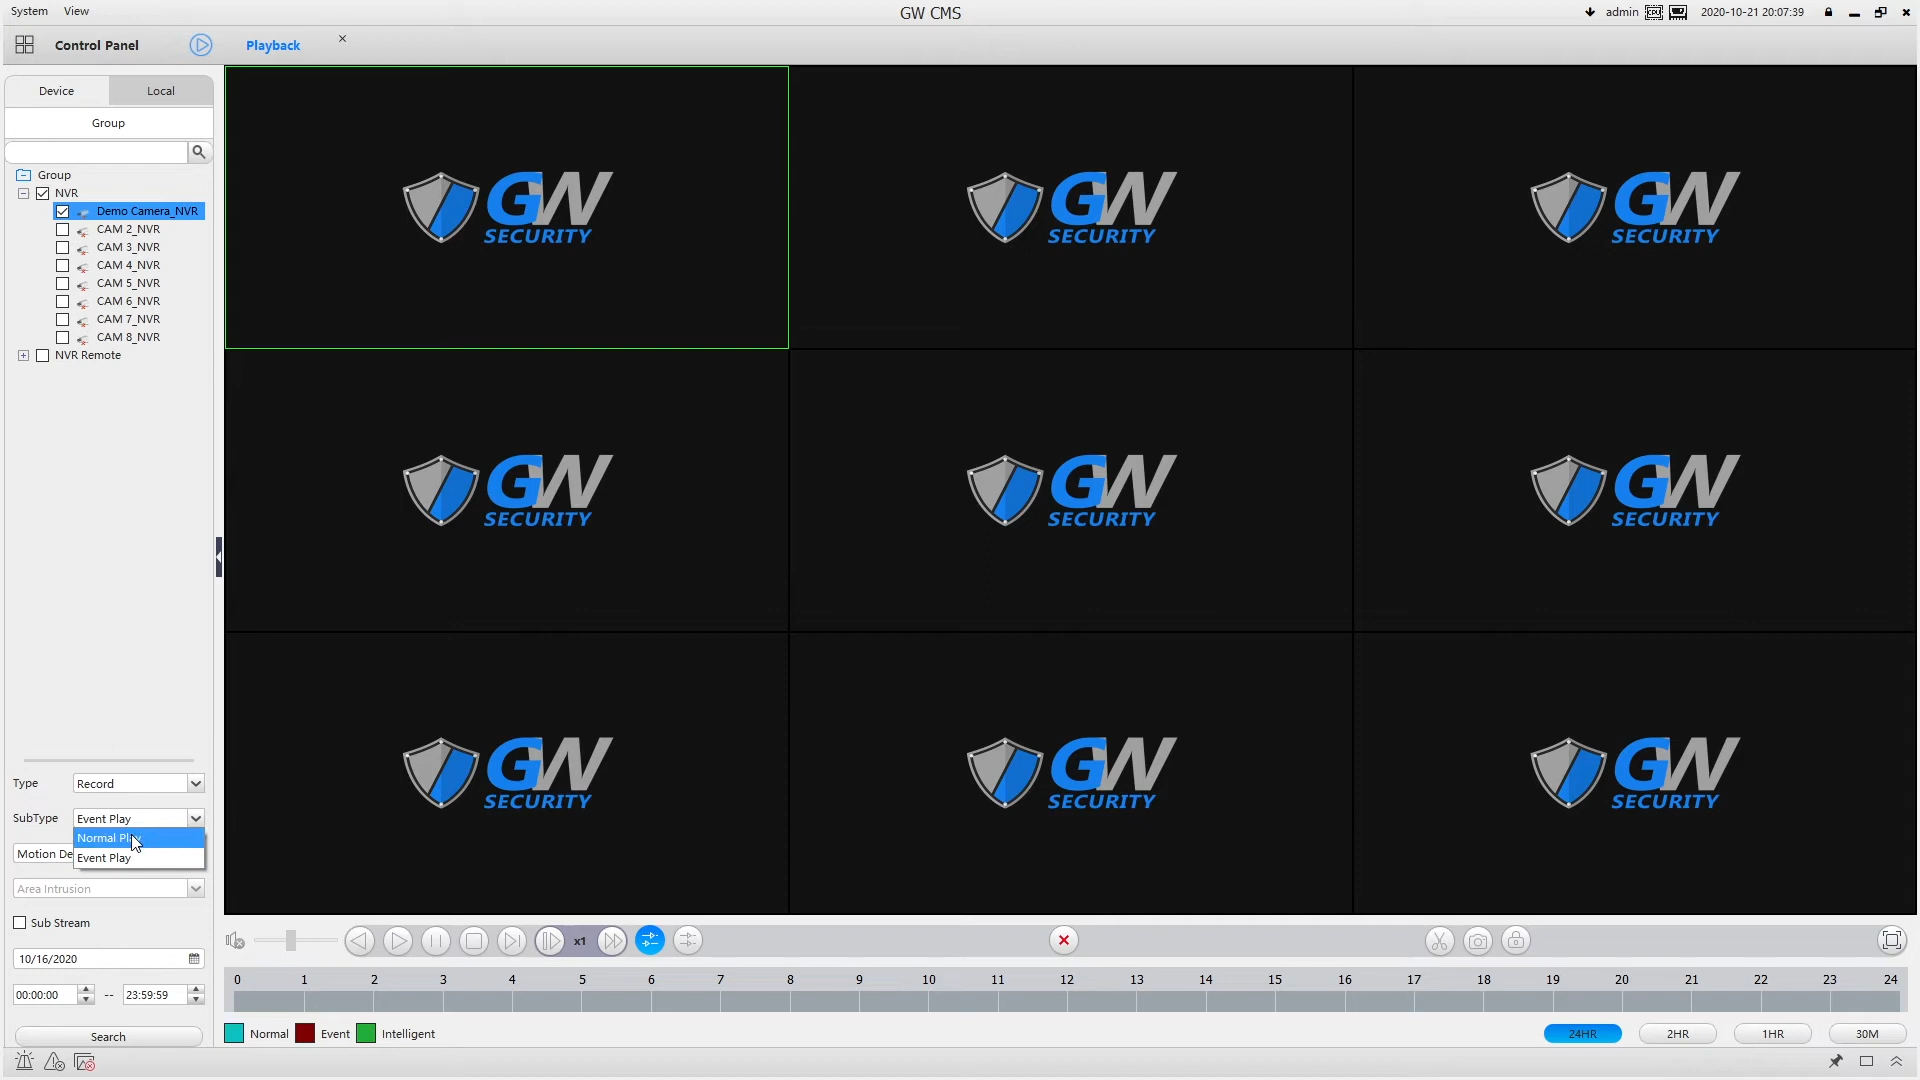 System View
GW CMS
admin CPU 2020-10-21 20:07:39
Control Panel
Playback
Device Local
Group
Group
NVR
Demo Camera_NVR
CAM 2_NVR
CAM 3_NVR
CAM 4_NVR
CAM 5_NVR
CAM 6_NVR
CAM 7_NVR
CAM 8_NVR
NVR Remote
GW SECURITY
GW SECURITY
GW SECURITY
GW SECURITY
GW SECURITY
GW SECURITY
GW SECURITY
GW SECURITY
GW SECURITY
Type Record
SubType Event Play
Normal Play
Event Play
Motion De
Area Intrusion
Sub Stream
10/16/2020
00:00:00 -- 23:59:59
Search
x1
0 1 2 3 4 5 6 7 8 9 10 11 12 13 14 15 16 17 18 19 20 21 22 23 24
Normal Event Intelligent
24HR 2HR 1HR 30M